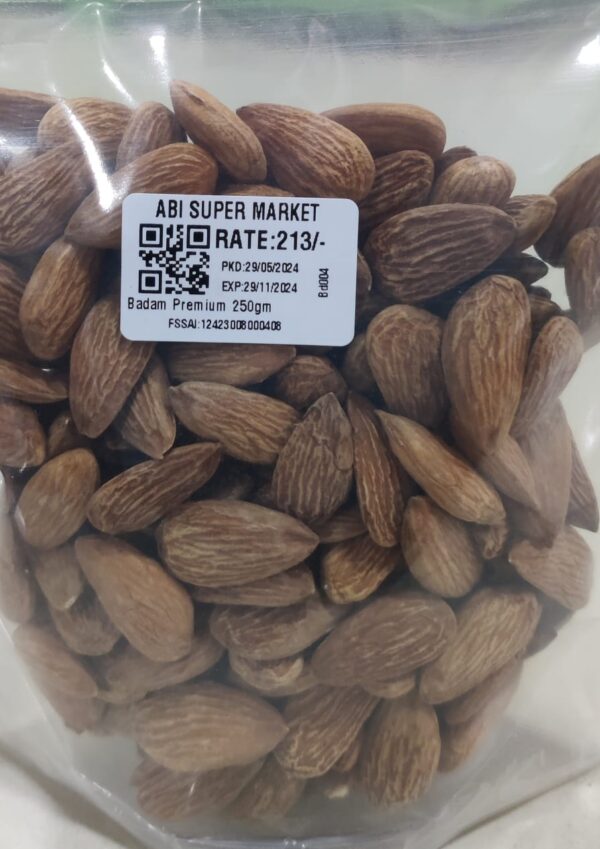 ABI SUPER MARKET
RATE:213/-
PKD:29/05/2024
EXP:29/11/2024
Bd004
Badam Premium 250gm
FSSAI:12423008000408